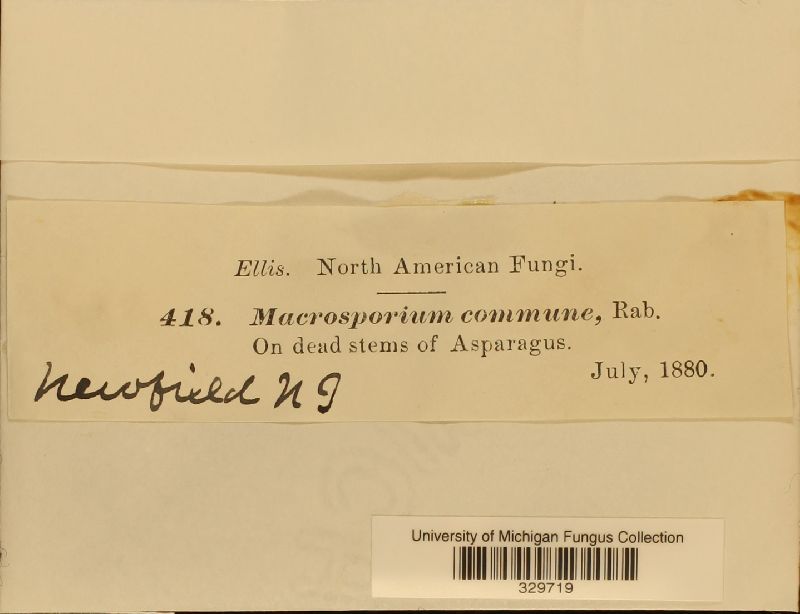 Ellis. North American Fungi.
418. Macrosporium commune, Rab.
On dead stems of Asparagus.
July, 1880.
Newfield N J
University of Michigan Fungus Collection
329719